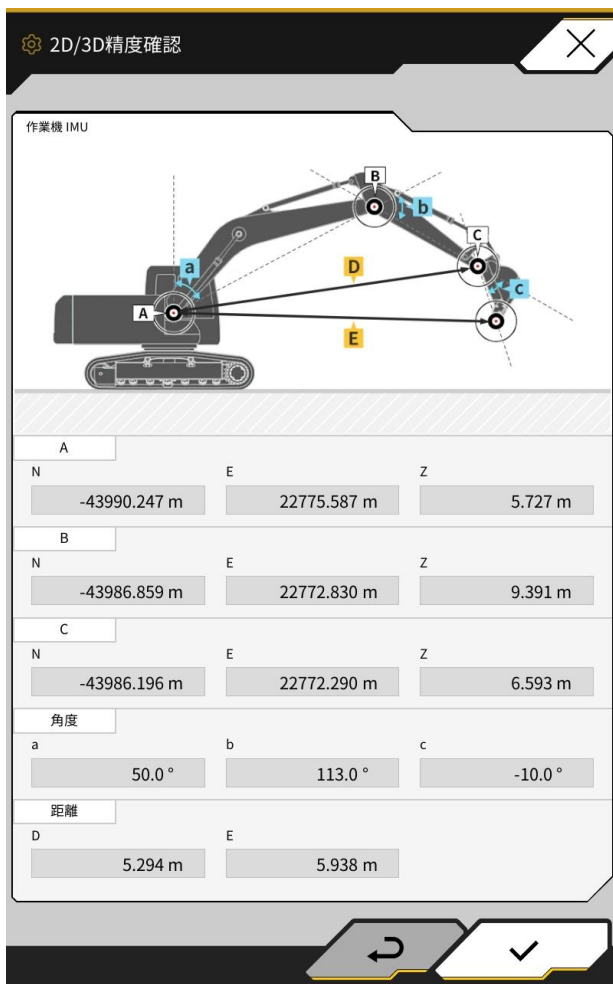 2D/3D精度確認
作業機 IMU
B
b
C
a
D
c
A
E
A
N E Z
-43990.247 m 22775.587 m 5.727 m
B
N E Z
-43986.859 m 22772.830 m 9.391 m
C
N E Z
-43986.196 m 22772.290 m 6.593 m
角度
a b c
50.0 ° 113.0 ° -10.0 °
距離
D E
5.294 m 5.938 m